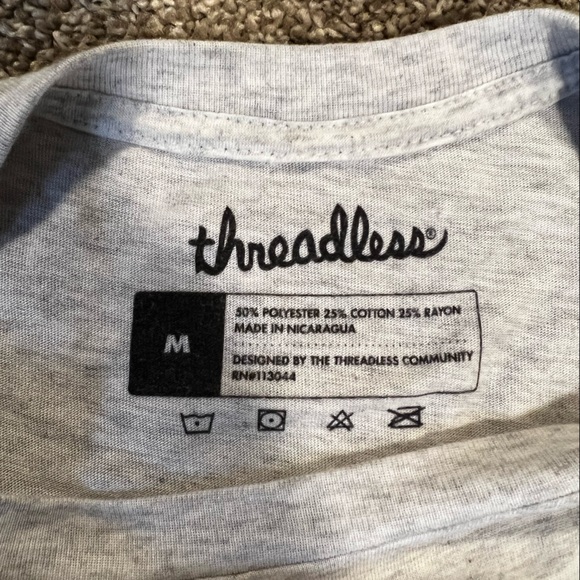 threadless®
M
50% POLYESTER 25% COTTON 25% RAYON
MADE IN NICARAGUA
DESIGNED BY THE THREADLESS COMMUNITY
RN#113044